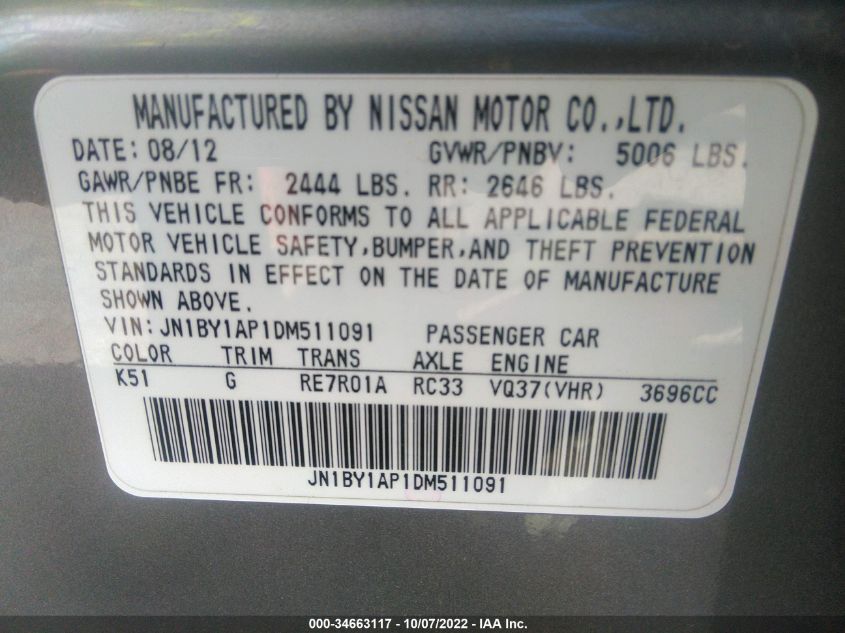 MANUFACTURED BY NISSAN MOTOR CO.,LTD.
DATE: 08/12 GVWR/PNBV: 5006 LBS.
GAWR/PNBE FR: 2444 LBS. RR: 2646 LBS.
THIS VEHICLE CONFORMS TO ALL APPLICABLE FEDERAL
MOTOR VEHICLE SAFETY,BUMPER,AND THEFT PREVENTION
STANDARDS IN EFFECT ON THE DATE OF MANUFACTURE
SHOWN ABOVE.
VIN:JN1BY1AP1DM511091 PASSENGER CAR
COLOR TRIM TRANS AXLE ENGINE
K51 G RE7R01A RC33 VQ37(VHR) 3696CC
JN1BY1AP1DM511091
000-34663117 - 10/07/2022 - IAA Inc.